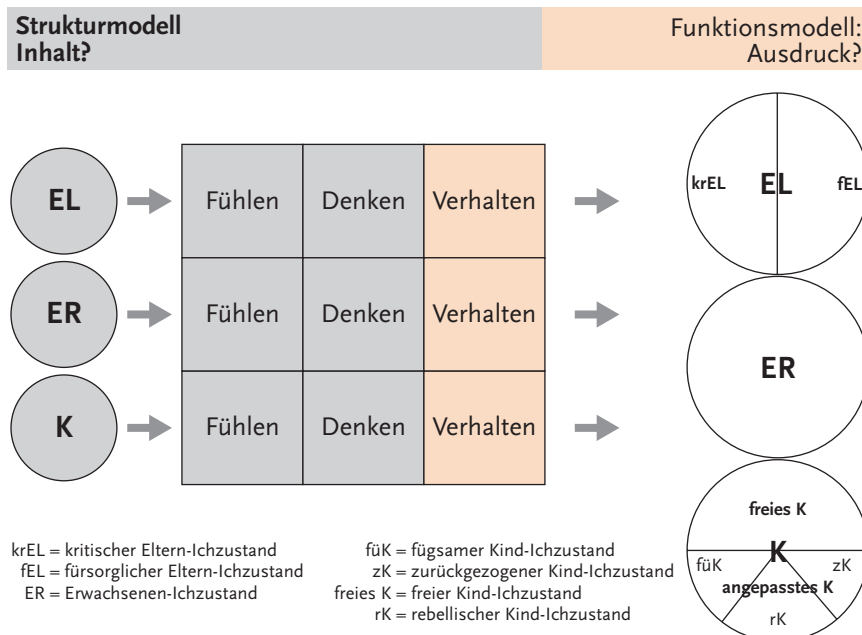 Strukturmodell
Inhalt?
Funktionsmodell:
Ausdruck?
EL
Fühlen
Denken
Verhalten
krEL
EL
fEL
ER
Fühlen
Denken
Verhalten
ER
K
Fühlen
Denken
Verhalten
freies K
K
füK
zK
angepasstes K
rK
krEL = kritischer Eltern-Ichzustand
fEL = fürsorglicher Eltern-Ichzustand
ER = Erwachsenen-Ichzustand
füK = fügsamer Kind-Ichzustand
zK = zurückgezogener Kind-Ichzustand
freies K = freier Kind-Ichzustand
rK = rebellischer Kind-Ichzustand